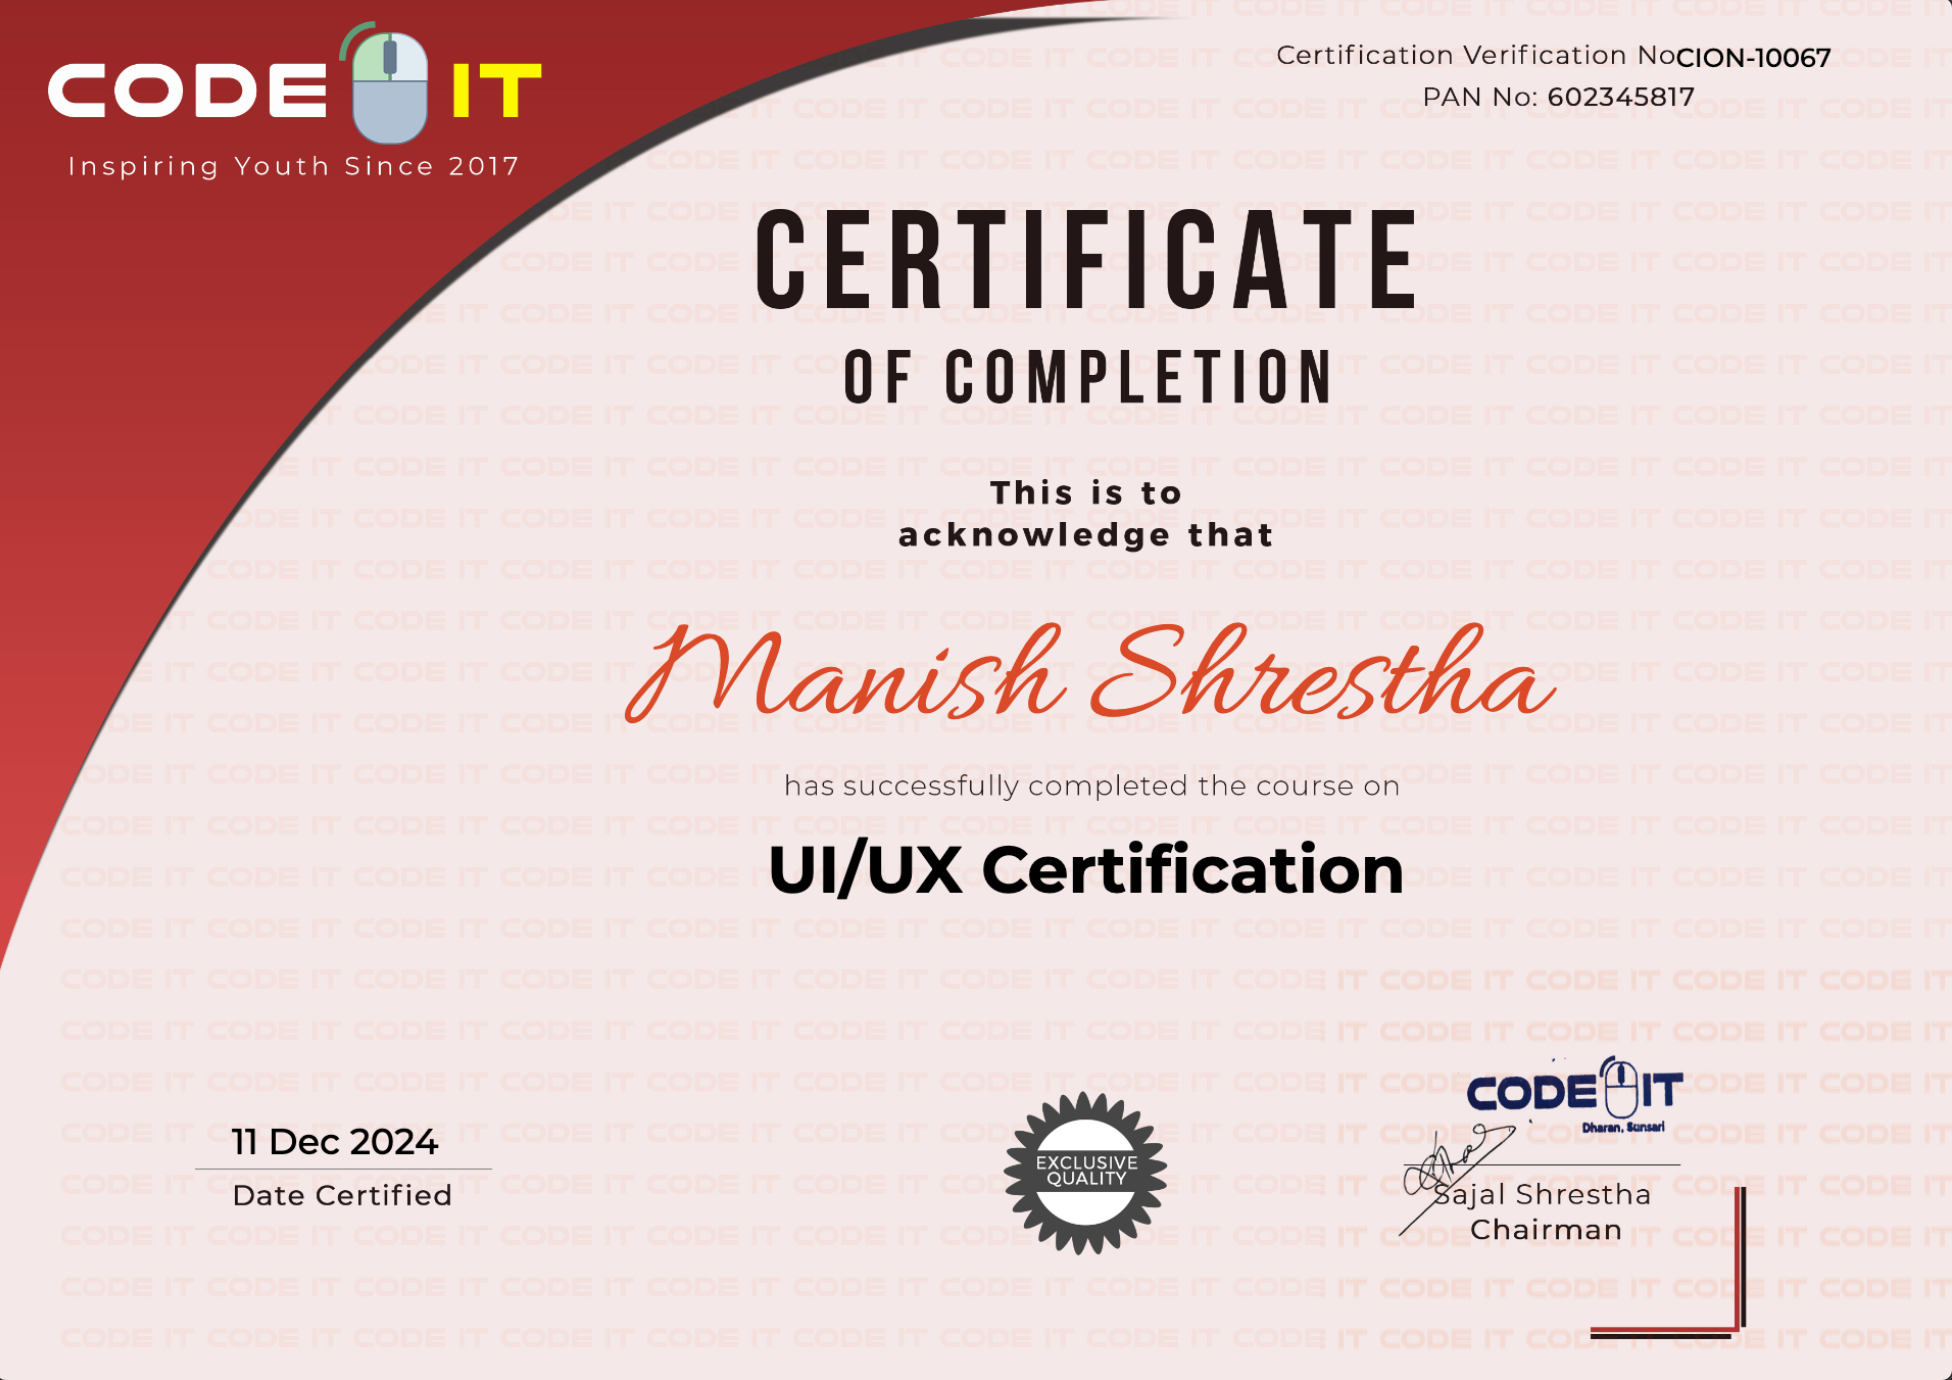 CODE IT
Inspiring Youth Since 2017
Certification Verification NoCION-10067
PAN No: 602345817
CERTIFICATE
OF COMPLETION
This is to
acknowledge that
Manish Shrestha
has successfully completed the course on
UI/UX Certification
11 Dec 2024
Date Certified
EXCLUSIVE
QUALITY
CODE IT
Dharan, Sunsari
Sajal Shrestha
Chairman